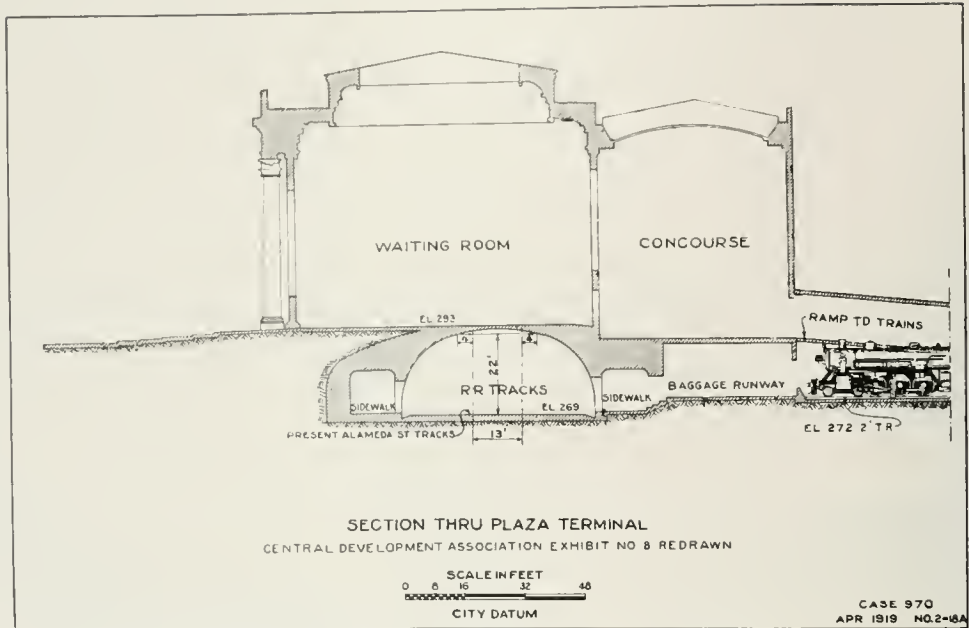 WAITING ROOM
CONCOURSE
EL 293
RAMP TO TRAINS
22'
RR TRACKS
SIDEWALK
EL. 269
SIDEWALK
BAGGAGE RUNWAY
PRESENT ALAMEDA ST TRACKS
13'
EL 272 2' T R
SECTION THRU PLAZA TERMINAL
CENTRAL DEVELOPMENT ASSOCIATION EXHIBIT NO 8 REDRAWN
SCALE IN FEET
0 8 16 32 48
CITY DATUM
CASE 970
APR 1919 NO.2-18A